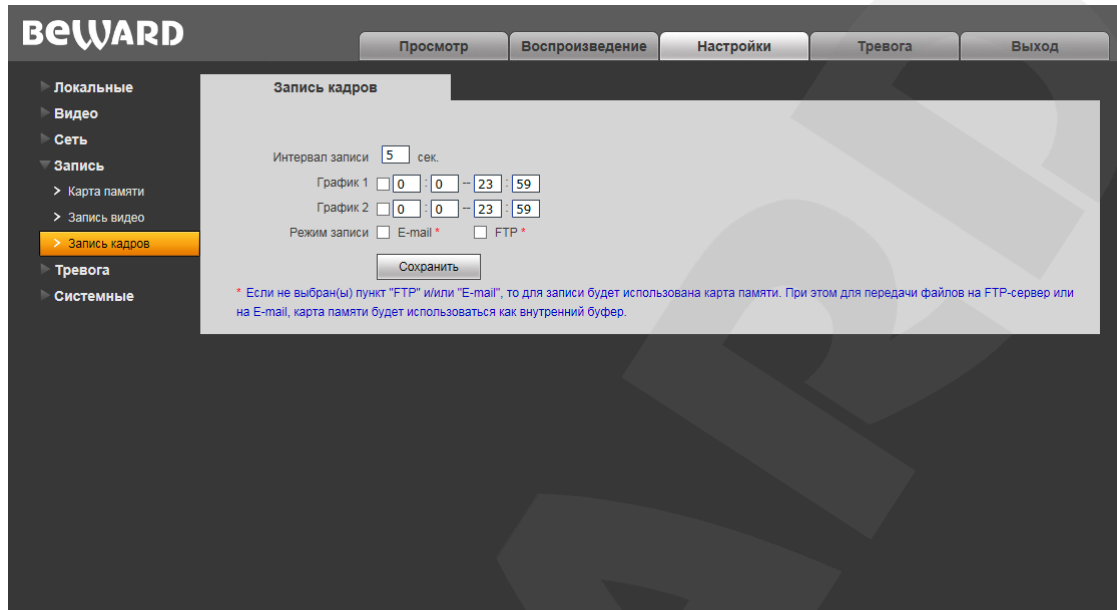 BEWARD
Просмотр Воспроизведение Настройки Тревога Выход
Локальные
Видео
Сеть
Запись
> Карта памяти
> Запись видео
> Запись кадров
Тревога
Системные
Запись кадров
Интервал записи 5 сек.
График 1 0 : 0 – 23 : 59
График 2 0 : 0 – 23 : 59
Режим записи E-mail * FTP *
Сохранить
* Если не выбран(ы) пункт "FTP" и/или "E-mail", то для записи будет использована карта памяти. При этом для передачи файлов на FTP-сервер или
на E-mail, карта памяти будет использоваться как внутренний буфер.